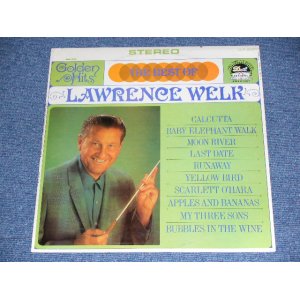 STEREO
Golden Hits
THE BEST OF
LAWRENCE WELK
CALCUTTA
BABY ELEPHANT WALK
MOON RIVER
LAST DATE
RUNAWAY
YELLOW BIRD
SCARLETT O'HARA
APPLES AND BANANAS
MY THREE SONS
BUBBLES IN THE WINE